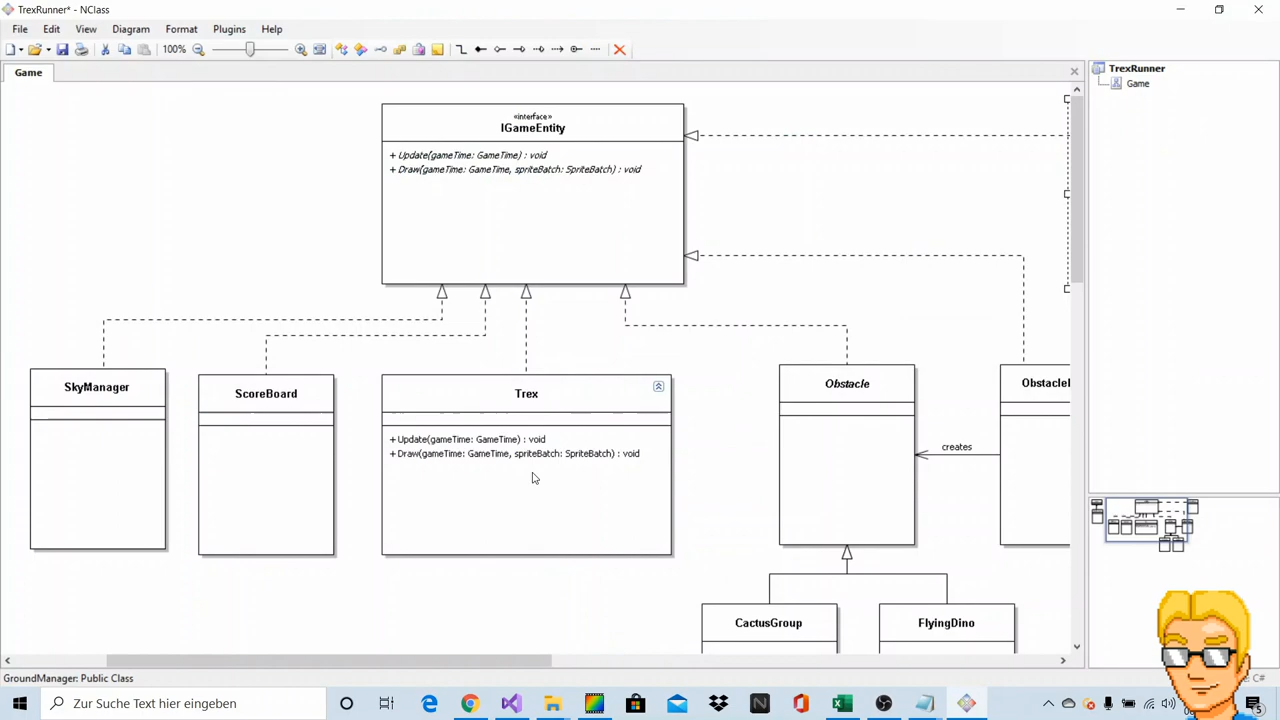 TrexRunner* - NClass
File Edit View Diagram Format Plugins Help
100%
Game
TrexRunner
Game
«interface»
IGameEntity
+ Update(gameTime: GameTime) : void
+ Draw(gameTime: GameTime, spriteBatch: SpriteBatch) : void
SkyManager
ScoreBoard
Trex
+ Update(gameTime: GameTime) : void
+ Draw(gameTime: GameTime, spriteBatch: SpriteBatch) : void
Obstacle
creates
CactusGroup
FlyingDino
GroundManager: Public Class
C#
Zur Suche Text hier eingeben
5